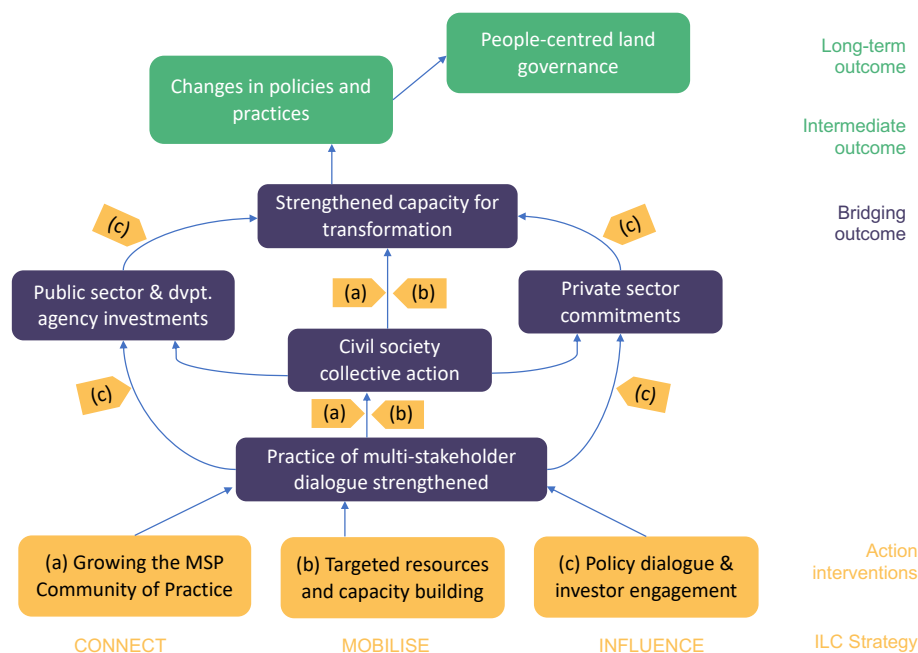 People-centred land
governance
Long-term
outcome
Changes in policies and
practices
Intermediate
outcome
Strengthened capacity for
transformation
Bridging
outcome
(c)
(c)
(a)
(b)
Public sector & dvpt.
agency investments
Private sector
commitments
Civil society
collective action
(c)
(c)
(a)
(b)
Practice of multi-stakeholder
dialogue strengthened
(a) Growing the MSP
Community of Practice
(b) Targeted resources
and capacity building
(c) Policy dialogue &
investor engagement
Action
interventions
CONNECT
MOBILISE
INFLUENCE
ILC Strategy